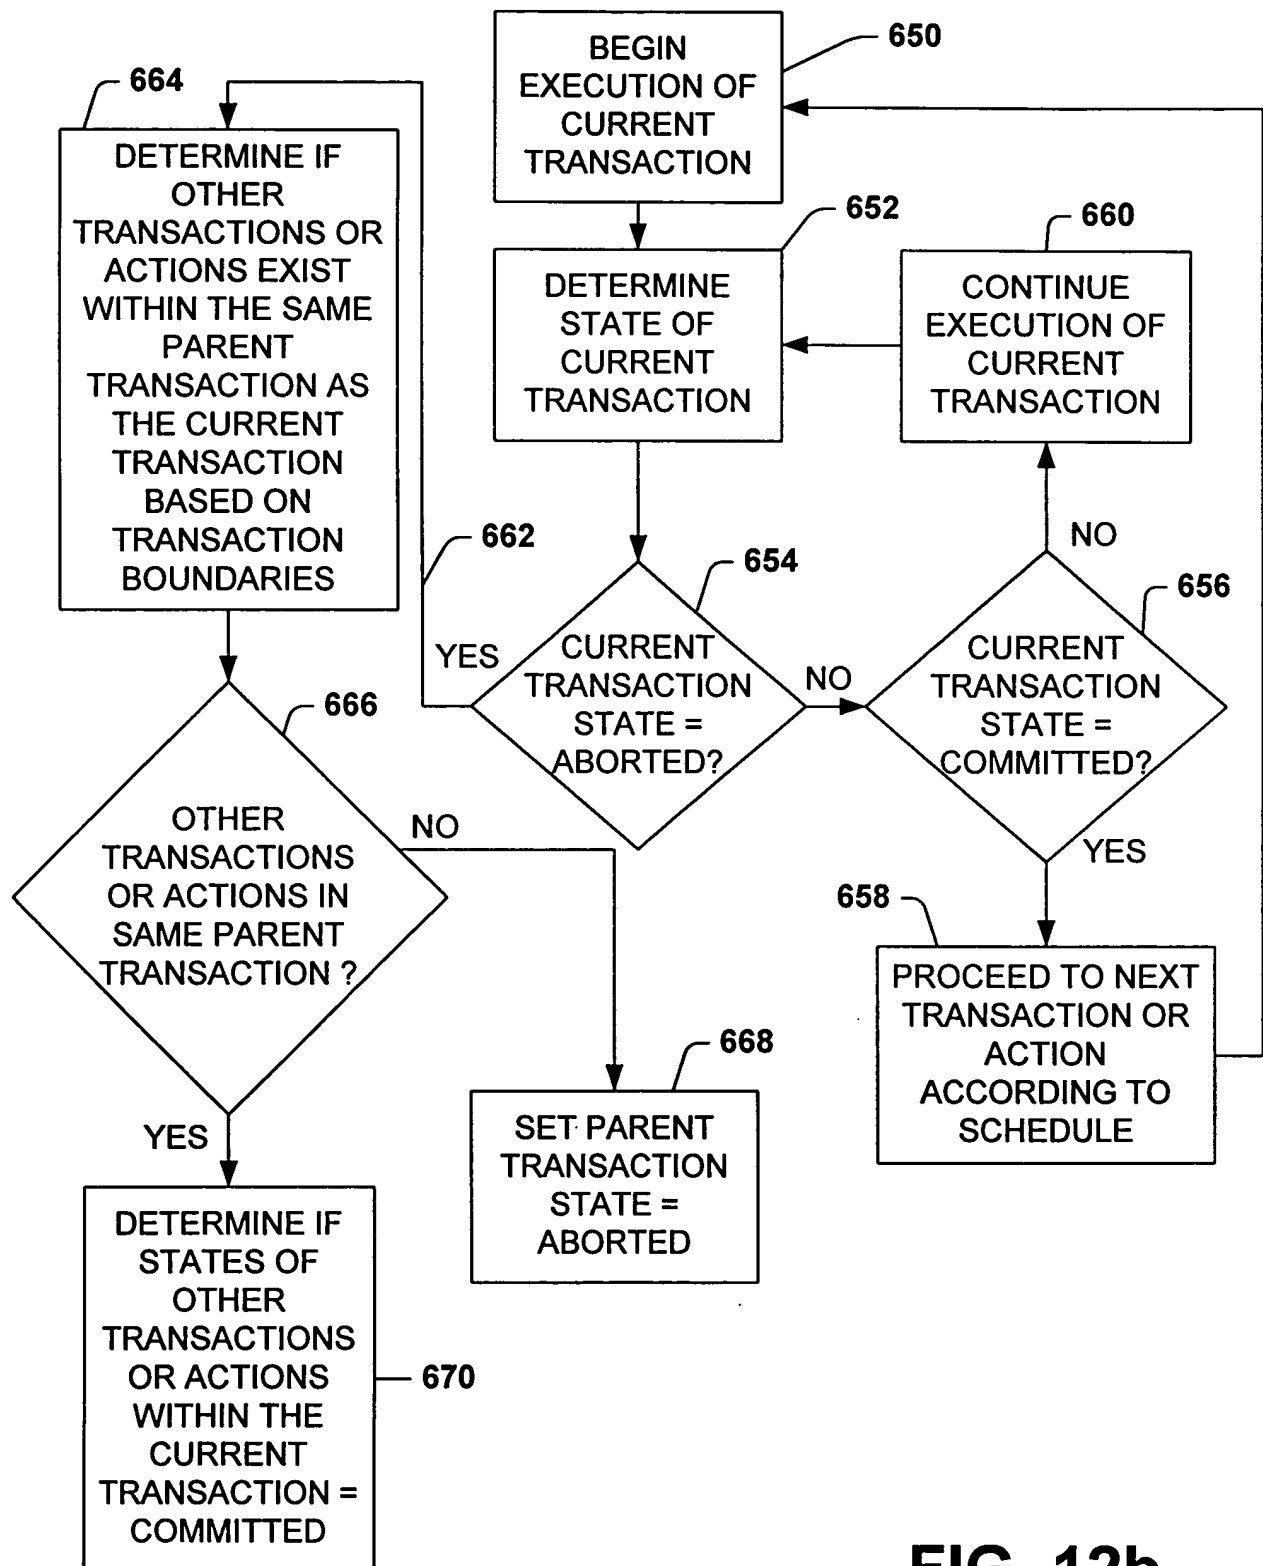 650
BEGIN
EXECUTION OF
CURRENT
TRANSACTION
664
DETERMINE IF
OTHER
TRANSACTIONS OR
ACTIONS EXIST
WITHIN THE SAME
PARENT
TRANSACTION AS
THE CURRENT
TRANSACTION
BASED ON
TRANSACTION
BOUNDARIES
652
DETERMINE
STATE OF
CURRENT
TRANSACTION
660
CONTINUE
EXECUTION OF
CURRENT
TRANSACTION
662
YES
654
CURRENT
TRANSACTION
STATE =
ABORTED?
NO
NO
656
CURRENT
TRANSACTION
STATE =
COMMITTED?
YES
666
OTHER
TRANSACTIONS
OR ACTIONS IN
SAME PARENT
TRANSACTION ?
NO
YES
658
PROCEED TO NEXT
TRANSACTION OR
ACTION
ACCORDING TO
SCHEDULE
668
SET PARENT
TRANSACTION
STATE =
ABORTED
DETERMINE IF
STATES OF
OTHER
TRANSACTIONS
OR ACTIONS
WITHIN THE
CURRENT
TRANSACTION =
COMMITTED
670
FIG. 12b